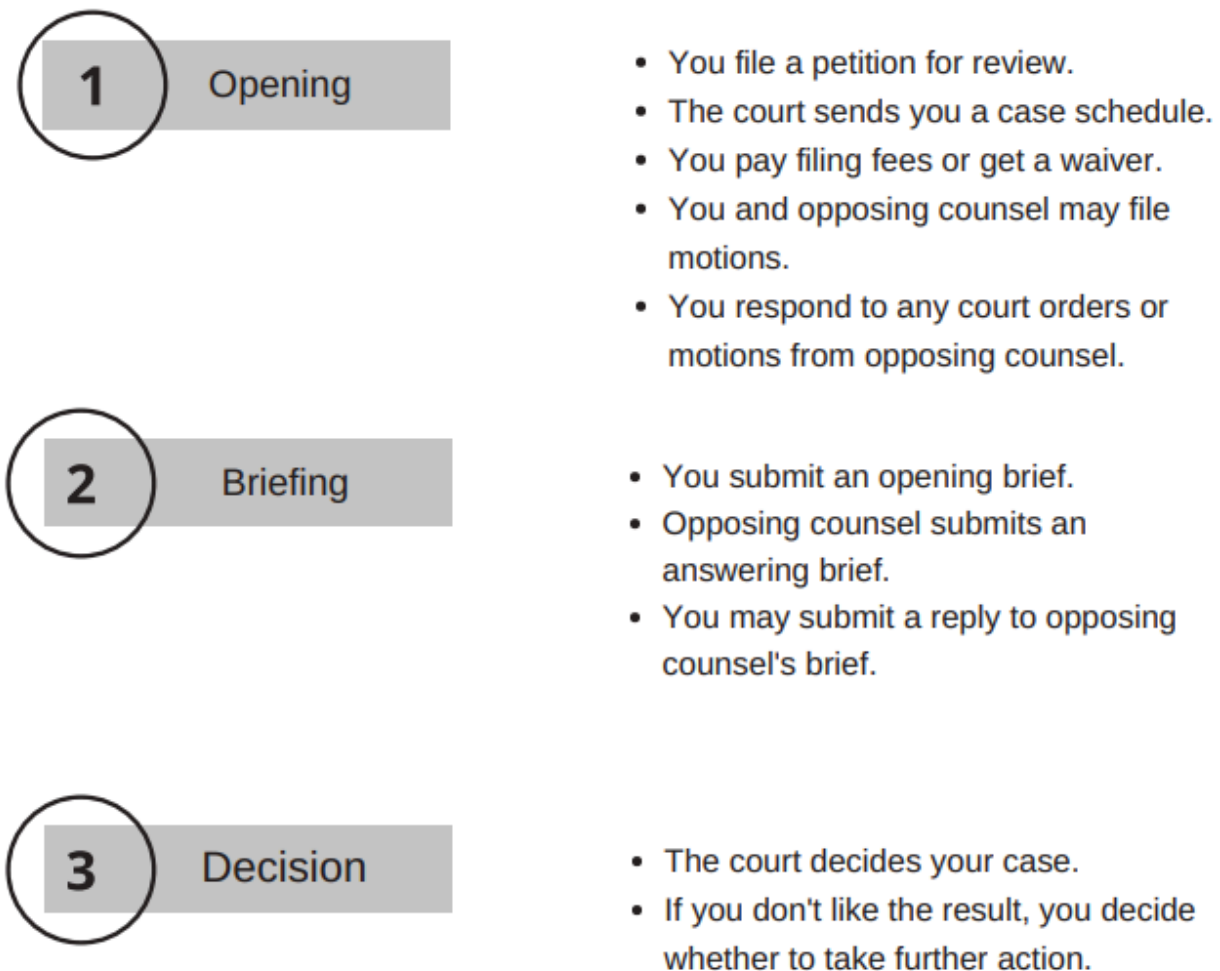 1 Opening
• You file a petition for review.
• The court sends you a case schedule.
• You pay filing fees or get a waiver.
• You and opposing counsel may file
motions.
• You respond to any court orders or
motions from opposing counsel.
2 Briefing
• You submit an opening brief.
• Opposing counsel submits an
answering brief.
• You may submit a reply to opposing
counsel's brief.
3 Decision
• The court decides your case.
• If you don't like the result, you decide
whether to take further action.